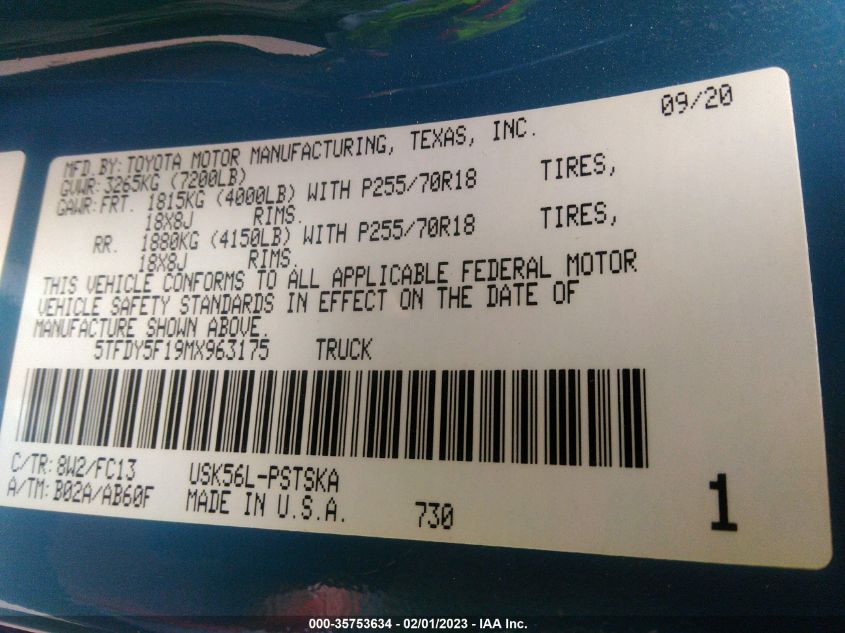 09/20
MFD.BY:TOYOTA MOTOR MANUFACTURING, TEXAS, INC.
GVWR:3265KG (7200LB)
GAWR:FRT. 1815KG (4000LB) WITH P255/70R18 TIRES,
18X8J RIMS.
RR. 1880KG (4150LB) WITH P255/70R18 TIRES,
18X8J RIMS.
THIS VEHICLE CONFORMS TO ALL APPLICABLE FEDERAL MOTOR
VEHICLE SAFETY STANDARDS IN EFFECT ON THE DATE OF
MANUFACTURE SHOWN ABOVE.
5TFDY5F19MX963175 TRUCK
C/TR:8W2/FC13 USK56L-PSTSKA
A/TM:B02A/AB60F MADE IN U.S.A. 730 1
000-35753634 - 02/01/2023 - IAA Inc.